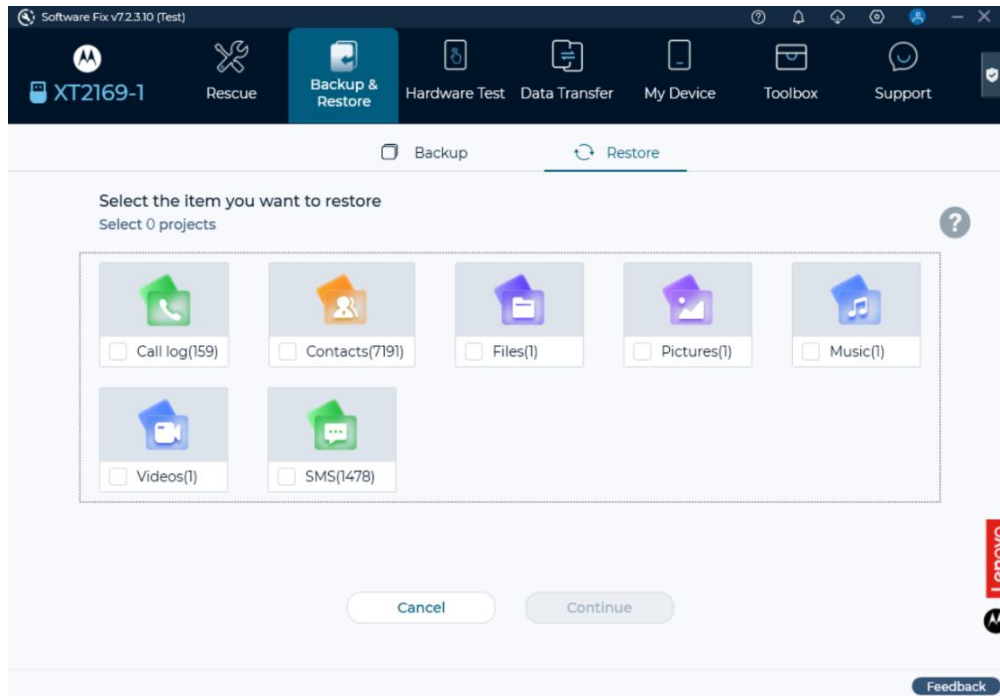 Software Fix v7.2.3.10 (Test)
XT2169-1
Rescue
Backup &
Restore
Hardware Test
Data Transfer
My Device
Toolbox
Support
Backup
Restore
Select the item you want to restore
Select 0 projects
?
Call log(159)
Contacts(7191)
Files(1)
Pictures(1)
Music(1)
Videos(1)
SMS(1478)
Lenovo
Cancel
Continue
Feedback